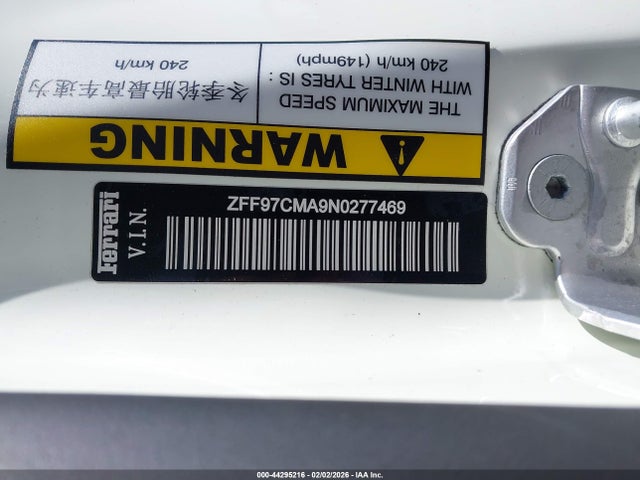 WARNING
THE MAXIMUM SPEED
WITH WINTER TYRES IS :
240 km/h (149mph)
冬季轮胎最高车速为
240 km/h
Ferrari
V.I.N.
ZFF97CMA9N0277469
000-44295216 - 02/02/2026 - IAA Inc.